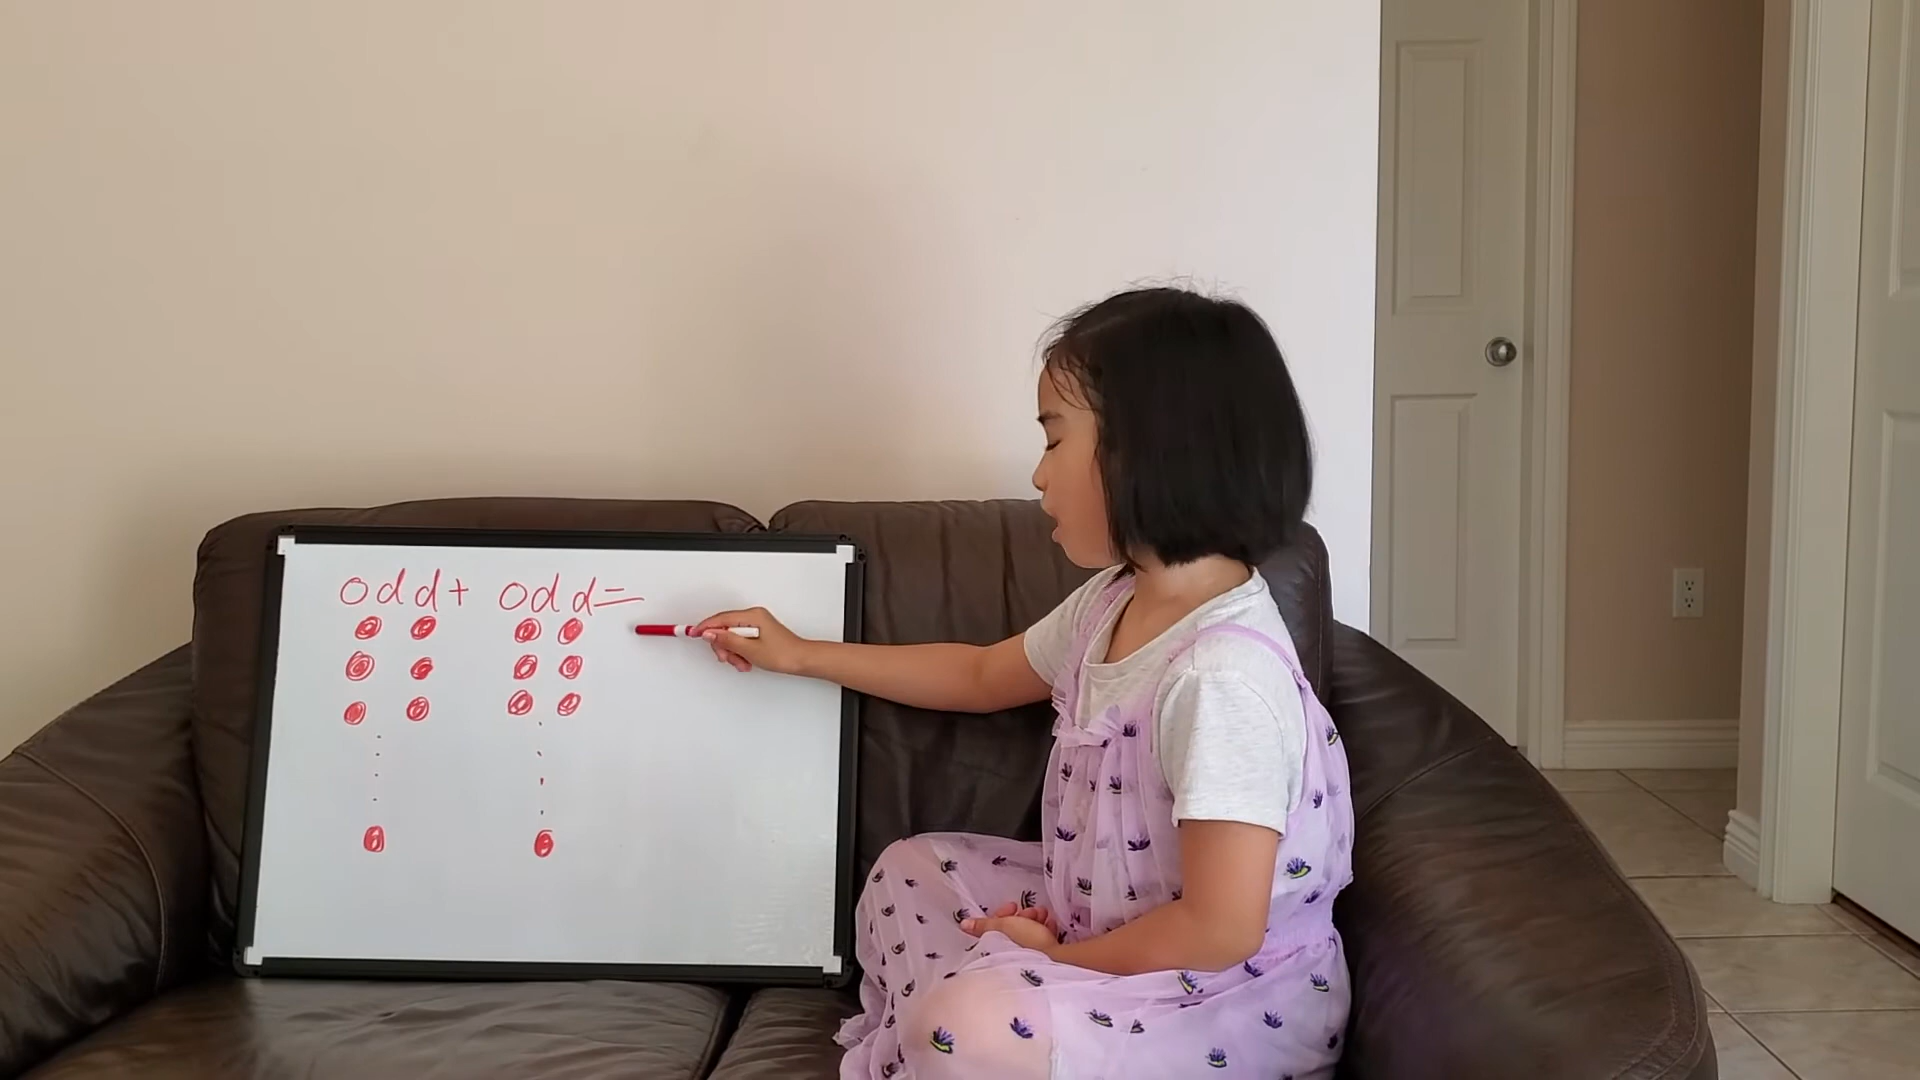 odd + odd =